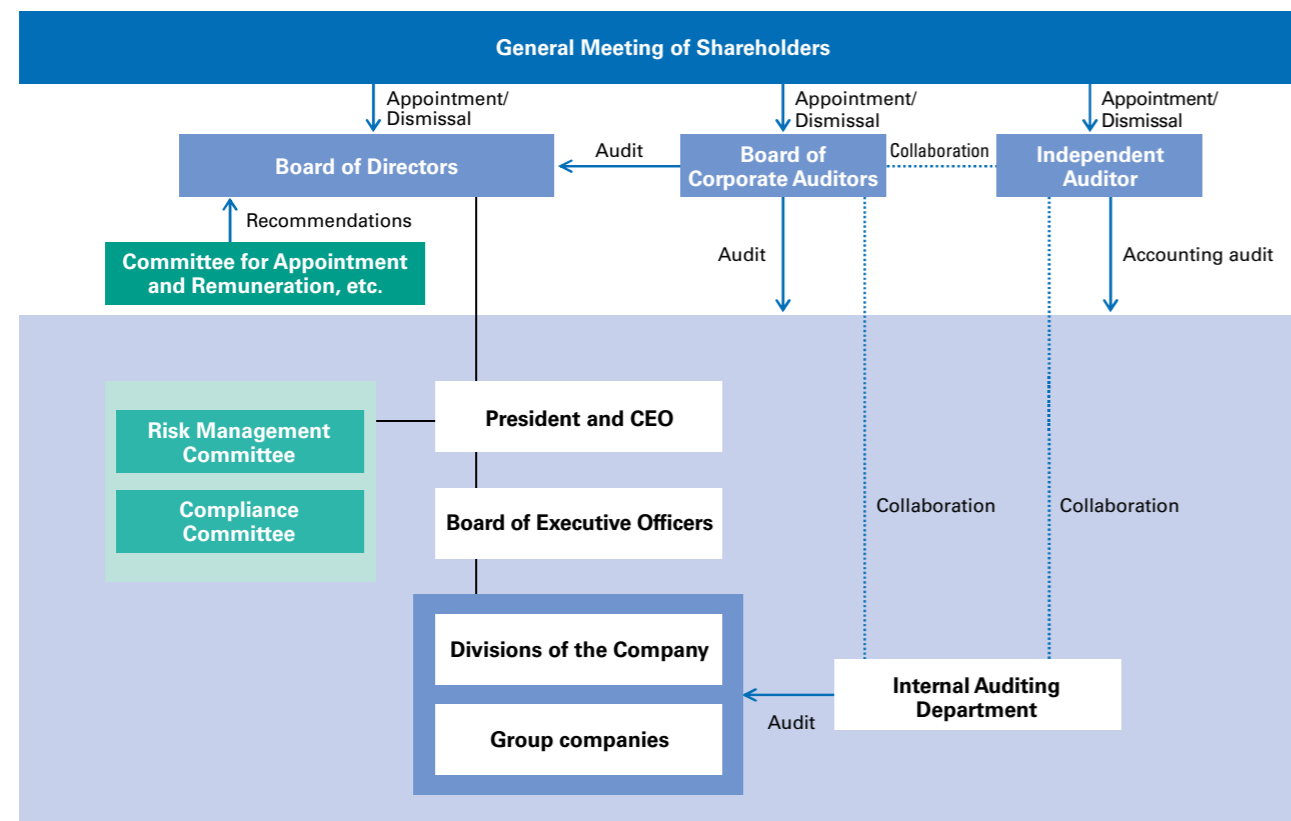 General Meeting of Shareholders
Appointment/
Dismissal
Appointment/
Dismissal
Appointment/
Dismissal
Board of Directors
Audit
Board of
Corporate Auditors
Collaboration
Independent
Auditor
Recommendations
Committee for Appointment
and Remuneration, etc.
Audit
Accounting audit
Risk Management
Committee
Compliance
Committee
President and CEO
Board of Executive Officers
Collaboration
Collaboration
Divisions of the Company
Group companies
Audit
Internal Auditing
Department